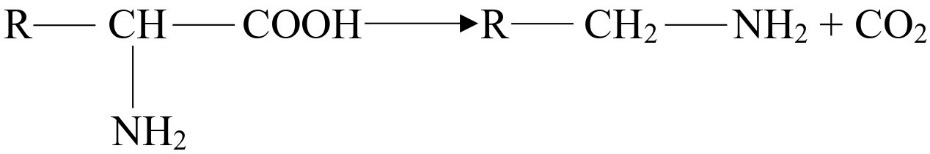 R — CH — COOH → R — CH₂ — NH₂ + CO₂
NH₂